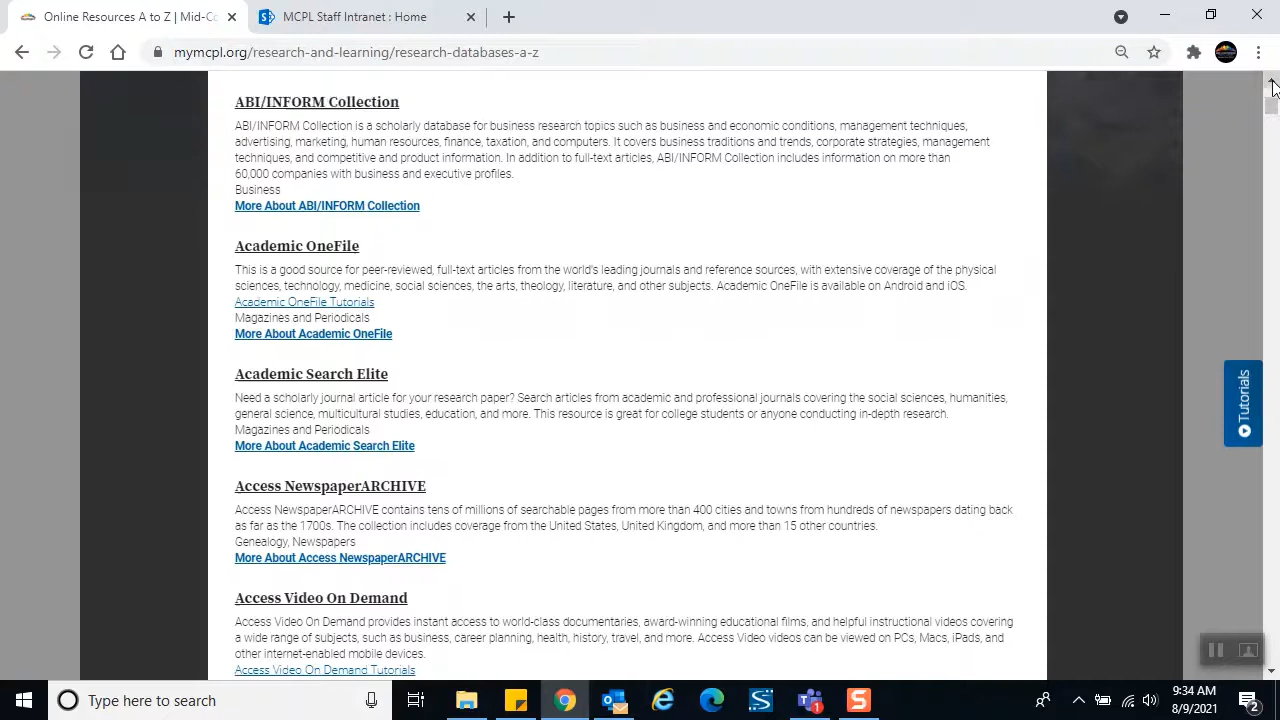 Online Resources A to Z | Mid-Co
MCPL Staff Intranet : Home
mymcpl.org/research-and-learning/research-databases-a-z
ABI/INFORM Collection
ABI/INFORM Collection is a scholarly database for business research topics such as business and economic conditions, management techniques,
advertising, marketing, human resources, finance, taxation, and computers. It covers business traditions and trends, corporate strategies, management
techniques, and competitive and product information. In addition to full-text articles, ABI/INFORM Collection includes information on more than
60,000 companies with business and executive profiles.
Business
More About ABI/INFORM Collection
Academic OneFile
This is a good source for peer-reviewed, full-text articles from the world's leading journals and reference sources, with extensive coverage of the physical
sciences, technology, medicine, social sciences, the arts, theology, literature, and other subjects. Academic OneFile is available on Android and iOS.
Academic OneFile Tutorials
Magazines and Periodicals
More About Academic OneFile
Academic Search Elite
Need a scholarly journal article for your research paper? Search articles from academic and professional journals covering the social sciences, humanities,
general science, multicultural studies, education, and more. This resource is great for college students or anyone conducting in-depth research.
Magazines and Periodicals
More About Academic Search Elite
Tutorials
Access NewspaperARCHIVE
Access NewspaperARCHIVE contains tens of millions of searchable pages from more than 400 cities and towns from hundreds of newspapers dating back
as far as the 1700s. The collection includes coverage from the United States, United Kingdom, and more than 15 other countries.
Genealogy, Newspapers
More About Access NewspaperARCHIVE
Access Video On Demand
Access Video On Demand provides instant access to world-class documentaries, award-winning educational films, and helpful instructional videos covering
a wide range of subjects, such as business, career planning, health, history, travel, and more. Access Video videos can be viewed on PCs, Macs, iPads, and
other internet-enabled mobile devices.
Access Video On Demand Tutorials
Type here to search
9:34 AM
8/9/2021